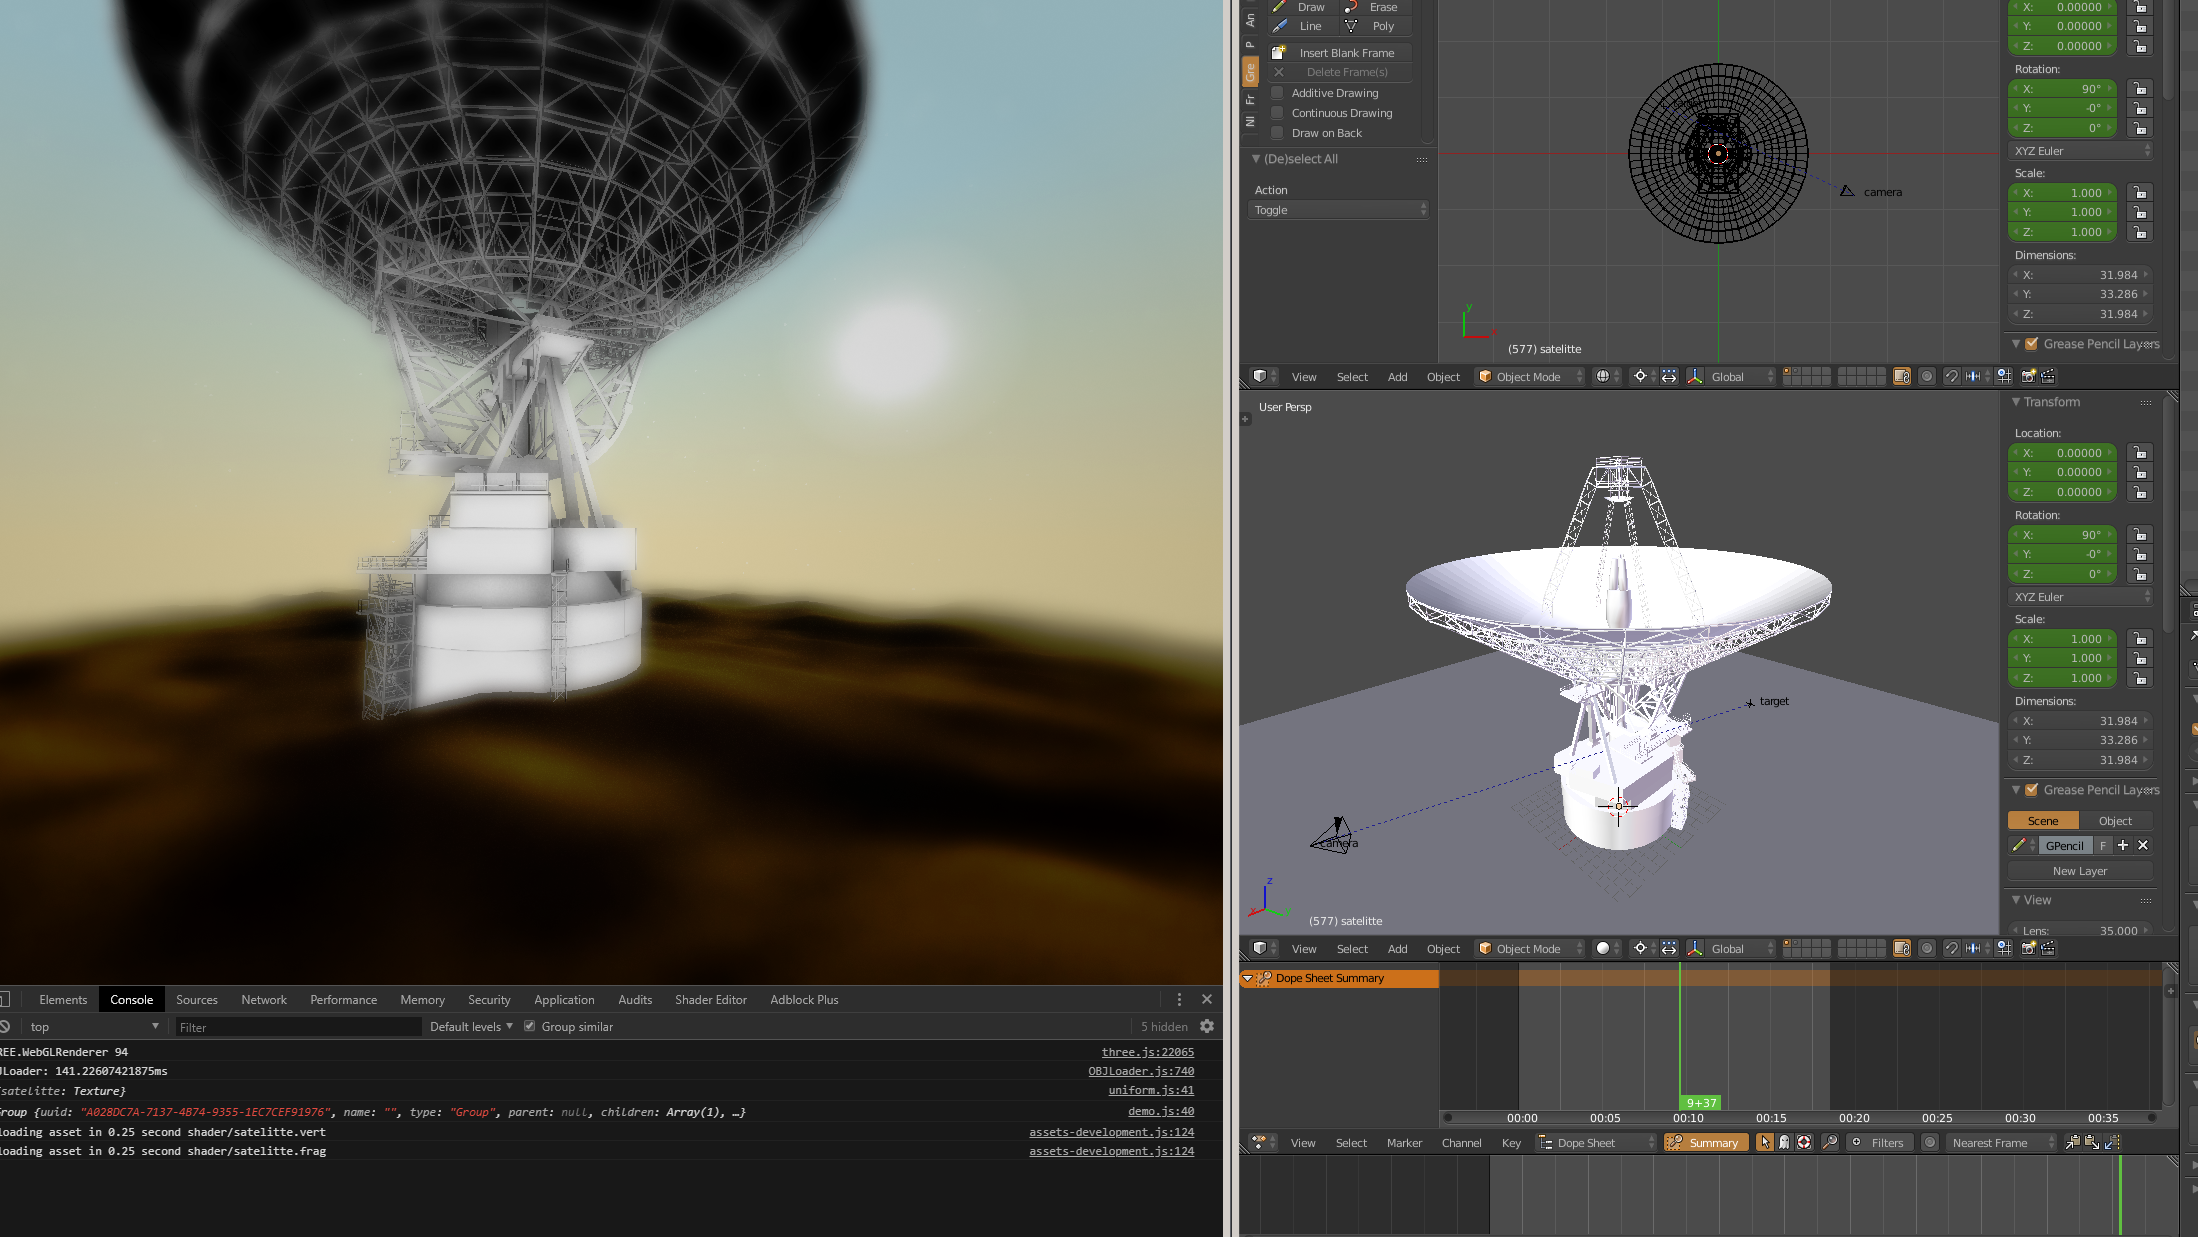 An
P
Gre
Fr
NI
Draw
Erase
Line
Poly
Insert Blank Frame
Delete Frame(s)
Additive Drawing
Continuous Drawing
Draw on Back
(De)select All
Action
Toggle
camera
y
(577) satelitte
X: 0.00000
Y: 0.00000
Z: 0.00000
Rotation:
X: 90°
Y: -0°
Z: 0°
XYZ Euler
Scale:
X: 1.000
Y: 1.000
Z: 1.000
Dimensions:
X: 31.984
Y: 33.286
Z: 31.984
Grease Pencil Layers
View Select Add Object Object Mode Global
User Persp
target
camera
z
(577) satelitte
Transform
Location:
X: 0.00000
Y: 0.00000
Z: 0.00000
Rotation:
X: 90°
Y: -0°
Z: 0°
XYZ Euler
Scale:
X: 1.000
Y: 1.000
Z: 1.000
Dimensions:
X: 31.984
Y: 33.286
Z: 31.984
Grease Pencil Layers
Scene Object
GPencil F
New Layer
View
Lens: 35.000
View Select Add Object Object Mode Global
Dope Sheet Summary
9+37
00:00 00:05 00:10 00:15 00:20 00:25 00:30 00:35
View Select Marker Channel Key Dope Sheet Summary Filters Nearest Frame
Elements Console Sources Network Performance Memory Security Application Audits Shader Editor Adblock Plus
top Filter Default levels Group similar 5 hidden
REE.WebGLRenderer 94 three.js:22065
JLoader: 141.22607421875ms OBJLoader.js:740
satelitte: Texture} uniform.js:41
Group {uuid: "A028DC7A-7137-4B74-9355-1EC7CEF91976", name: "", type: "Group", parent: null, children: Array(1), …} demo.js:40
loading asset in 0.25 second shader/satelitte.vert assets-development.js:124
loading asset in 0.25 second shader/satelitte.frag assets-development.js:124